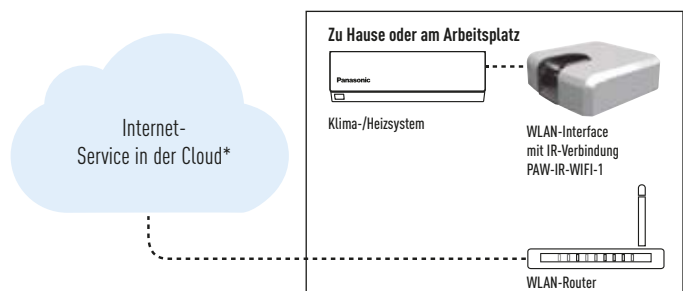 Zu Hause oder am Arbeitsplatz
Panasonic
Klima-/Heizsystem
WLAN-Interface
mit IR-Verbindung
PAW-IR-WIFI-1
Internet-
Service in der Cloud*
WLAN-Router